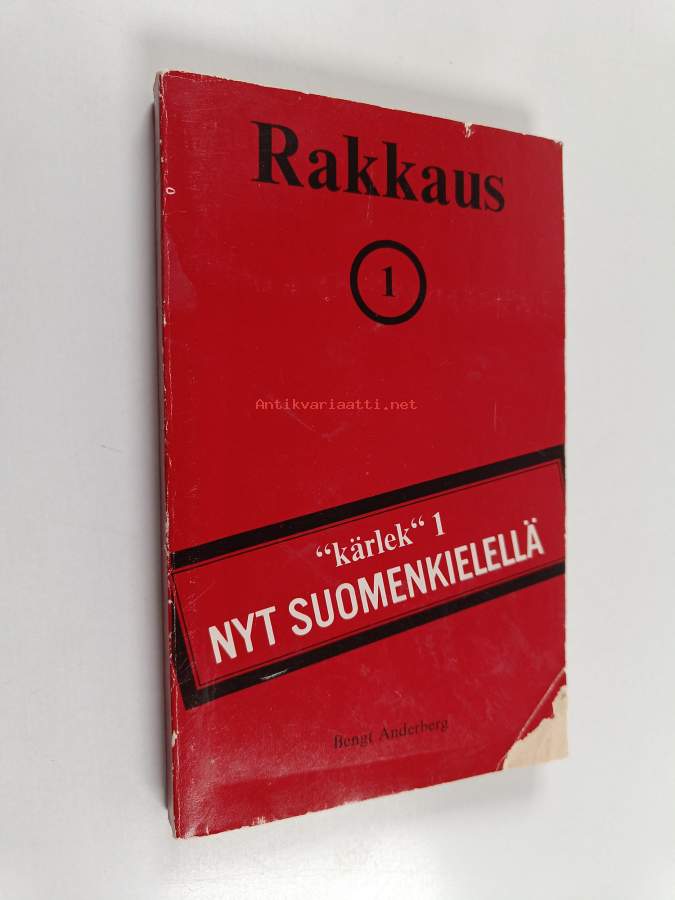 Rakkaus
1
Antikvariaatti.net
“kärlek“ 1
NYT SUOMENKIELELLÄ
Bengt Anderberg